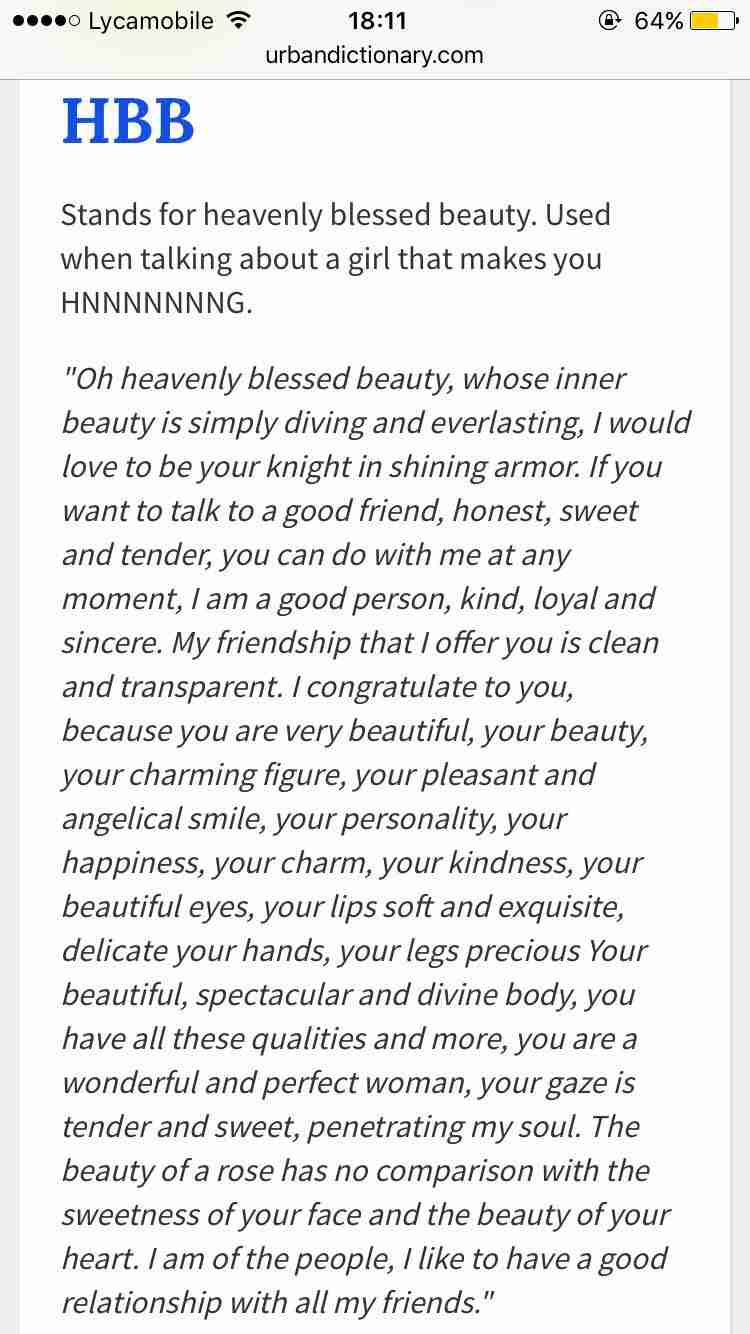 Lycamobile 18:11 64%
urbandictionary.com
HBB
Stands for heavenly blessed beauty. Used
when talking about a girl that makes you
HNNNNNNNG.
"Oh heavenly blessed beauty, whose inner
beauty is simply diving and everlasting, I would
love to be your knight in shining armor. If you
want to talk to a good friend, honest, sweet
and tender, you can do with me at any
moment, I am a good person, kind, loyal and
sincere. My friendship that I offer you is clean
and transparent. I congratulate to you,
because you are very beautiful, your beauty,
your charming figure, your pleasant and
angelical smile, your personality, your
happiness, your charm, your kindness, your
beautiful eyes, your lips soft and exquisite,
delicate your hands, your legs precious Your
beautiful, spectacular and divine body, you
have all these qualities and more, you are a
wonderful and perfect woman, your gaze is
tender and sweet, penetrating my soul. The
beauty of a rose has no comparison with the
sweetness of your face and the beauty of your
heart. I am of the people, I like to have a good
relationship with all my friends."